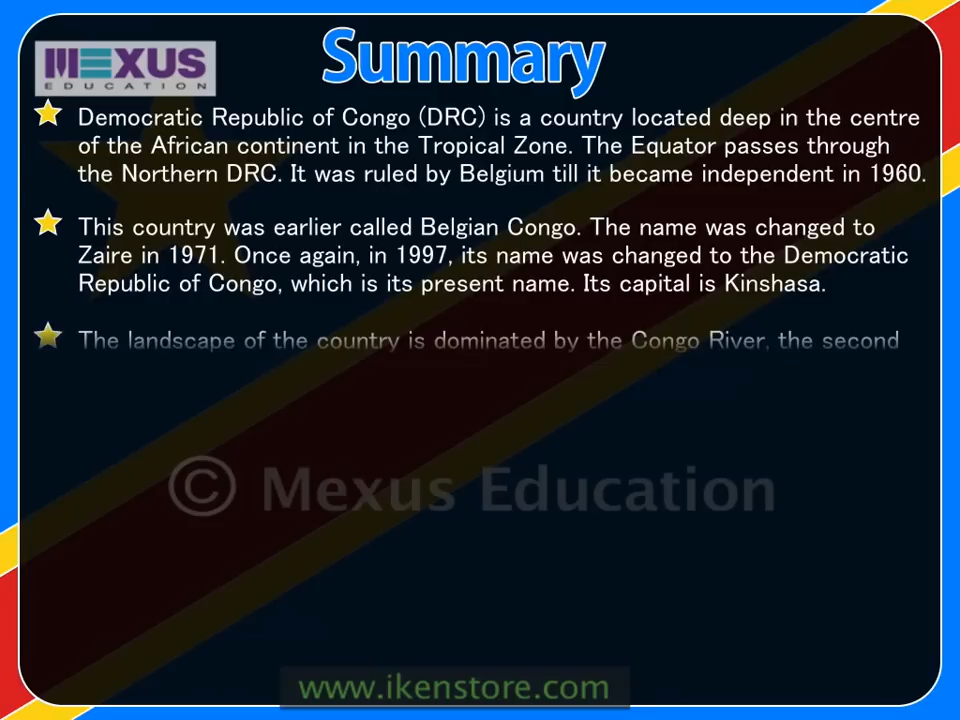 MEXUS
EDUCATION
Summary
Democratic Republic of Congo (DRC) is a country located deep in the centre
of the African continent in the Tropical Zone. The Equator passes through
the Northern DRC. It was ruled by Belgium till it became independent in 1960.
This country was earlier called Belgian Congo. The name was changed to
Zaire in 1971. Once again, in 1997, its name was changed to the Democratic
Republic of Congo, which is its present name. Its capital is Kinshasa.
The landscape of the country is dominated by the Congo River, the second
© Mexus Education
www.ikenstore.com